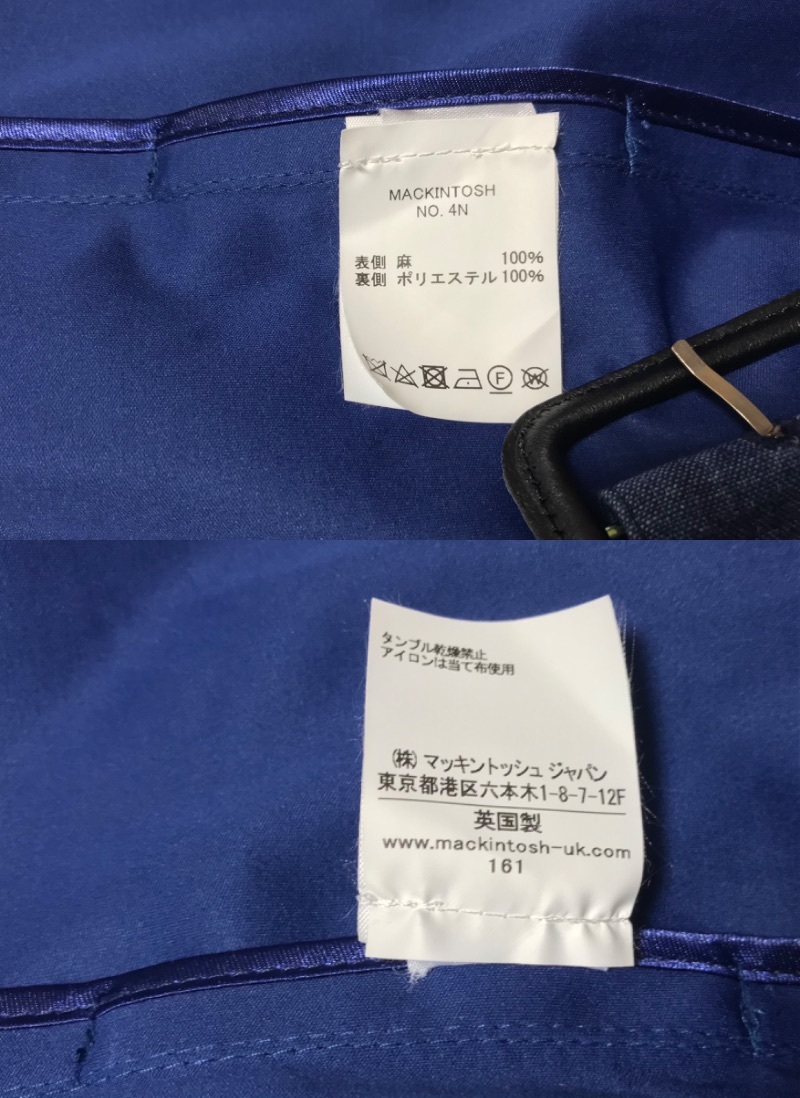 MACKINTOSH
NO. 4N
表側 麻 100%
裏側 ポリエステル 100%
F W
タンブル乾燥禁止
アイロンは当て布使用
(株) マッキントッシュ ジャパン
東京都港区六本木1-8-7-12F
英国製
www.mackintosh-uk.com
161